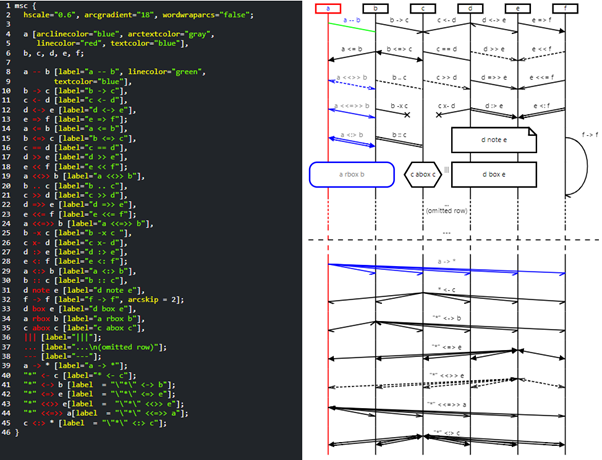 1 msc {
2 hscale="0.6", arcgradient="18", wordwraparcs="false";
3
4 a [arclinecolor="blue", arctextcolor="gray",
5 linecolor="red", textcolor="blue"],
6 b, c, d, e, f;
7
8 a -- b [label="a -- b", linecolor="green",
9 textcolor="blue"],
10 b -> c [label="b -> c"],
11 c <- d [label="c <- d"],
12 d <-> e [label="d <-> e"],
13 e => f [label="e => f"];
14 a <= b [label="a <= b"],
15 b <=> c [label="b <=> c"],
16 c == d [label="c == d"],
17 d >> e [label="d >> e"],
18 e << f [label="e << f"];
19 a <<>> b [label="a <<>> b"],
20 b .. c [label="b .. c"],
21 c >> d [label="c >> d"],
22 d =>> e [label="d =>> e"],
23 e <<= f [label="e <<= f"];
24 a <<=>> b [label="a <<=>> b"],
25 b -x c [label="b -x c "],
26 c x- d [label="c x- d"],
27 d :> e [label="d :> e"],
28 e <: f [label="e <: f"];
29 a <:> b [label="a <:> b"],
30 b :: c [label="b :: c"],
31 d note e [label="d note e"],
32 f -> f [label="f -> f", arcskip = 2];
33 d box e [label="d box e"],
34 a rbox b [label="a rbox b"],
35 c abox c [label="c abox c"],
36 ||| [label="|||"];
37 ... [label="...\n(omitted row)"];
38 --- [label="---"];
39 a -> * [label="a -> *"];
40 "*" <- c [label="* <- c"];
41 "*" <-> b [label = "\"*\" <-> b"];
42 "*" <=> e [label = "\"*\" <=> e"];
43 "*" <<>> e[label = "\"*\" <<>> e"];
44 "*" <<=>> a[label = "\"*\" <<=>> a"];
45 c <:> * [label = "\"*\" <:> c"];
46 }
a b c d e f
a -- b b -> c c <- d d <-> e e => f
a <= b b <=> c c == d d >> e e << f
a <<>> b b .. c c >> d d =>> e e <<= f
a <<=>> b b -x c c x- d d :> e e <: f
a <:> b b :: c d note e f -> f
a rbox b c abox c ||| d box e
...
(omitted row)
---
a -> *
* <- c
"*" <-> b
"*" <=> e
"*" <<>> e
"*" <<=>> a
"*" <:> c